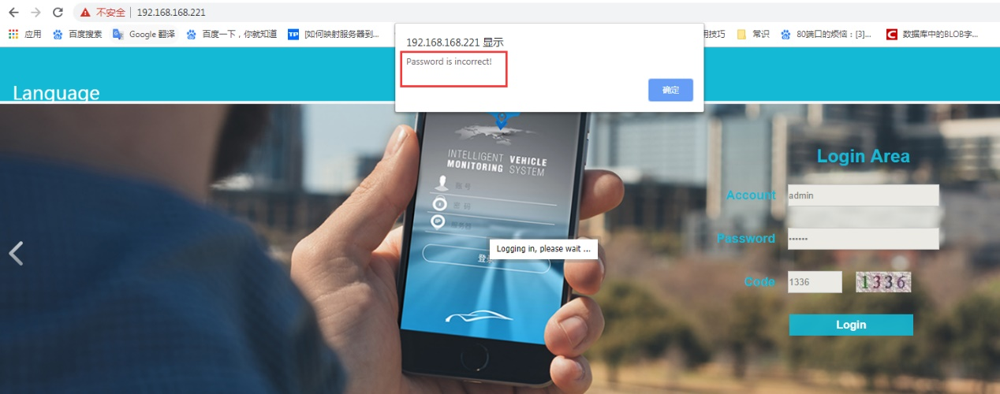 不安全 192.168.168.221
应用 百度搜索 Google 翻译 百度一下，你就知道 TP [如何映射服务器到... 用技巧 常识 80端口的烦恼：[3]... 数据库中的BLOB字...
192.168.168.221 显示
Password is incorrect!
确定
Language
INTELLIGENT VEHICLE
MONITORING SYSTEM
账号
密码
服务器
登
Logging in, please wait ...
Login Area
Account admin
Password ••••••
Code 1336 1336
Login